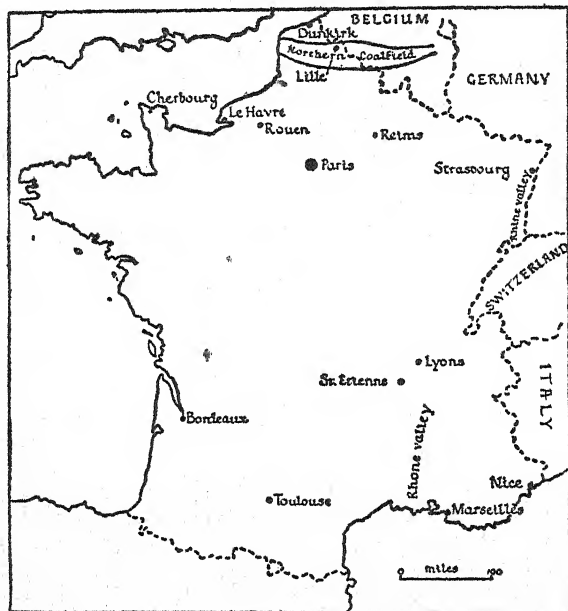 BELGIUM
Dunkirk
Northern-Coalfield
Lille
GERMANY
Cherbourg
Le Havre
Rouen
Reims
Paris
Strasbourg
Rhine valley
SWITZERLAND
Lyons
St. Etienne
ITALY
Bordeaux
Rhone valley
Nice
Toulouse
Marseilles
0 miles 100